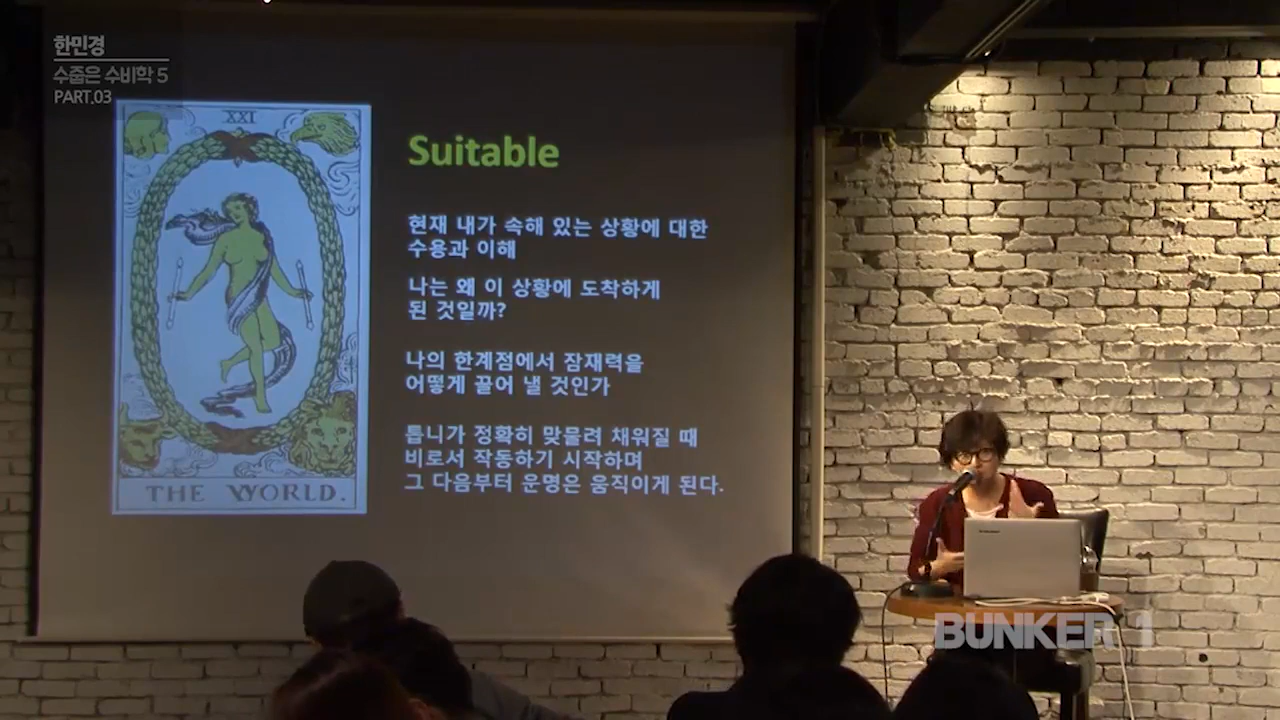 한민경
수줍은 수비학 5
PART.03
XXI
THE WORLD.
Suitable
현재 내가 속해 있는 상황에 대한
수용과 이해
나는 왜 이 상황에 도착하게
된 것일까?
나의 한계점에서 잠재력을
어떻게 끌어 낼 것인가
톱니가 정확히 맞물려 채워질 때
비로서 작동하기 시작하며
그 다음부터 운명은 움직이게 된다.
BUNKER 1